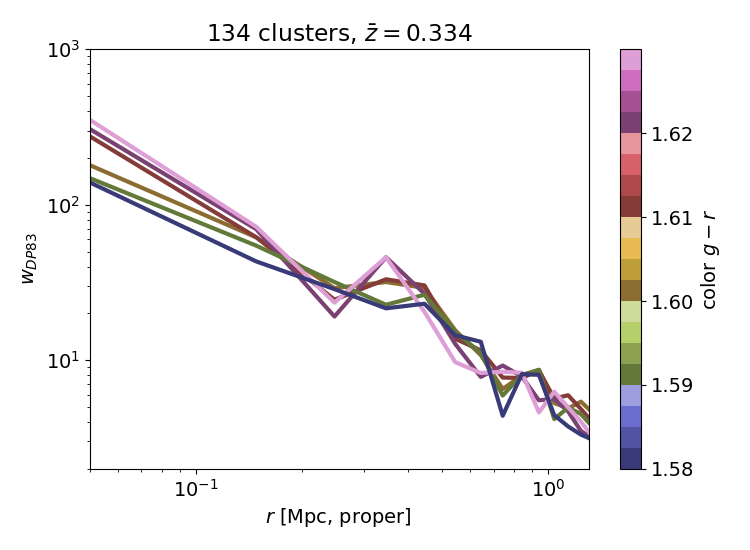 134 clusters, z̄ = 0.334
10³
10²
10¹
w_DP83
10⁻¹
10⁰
r [Mpc, proper]
1.62
1.61
1.60
1.59
1.58
color g − r